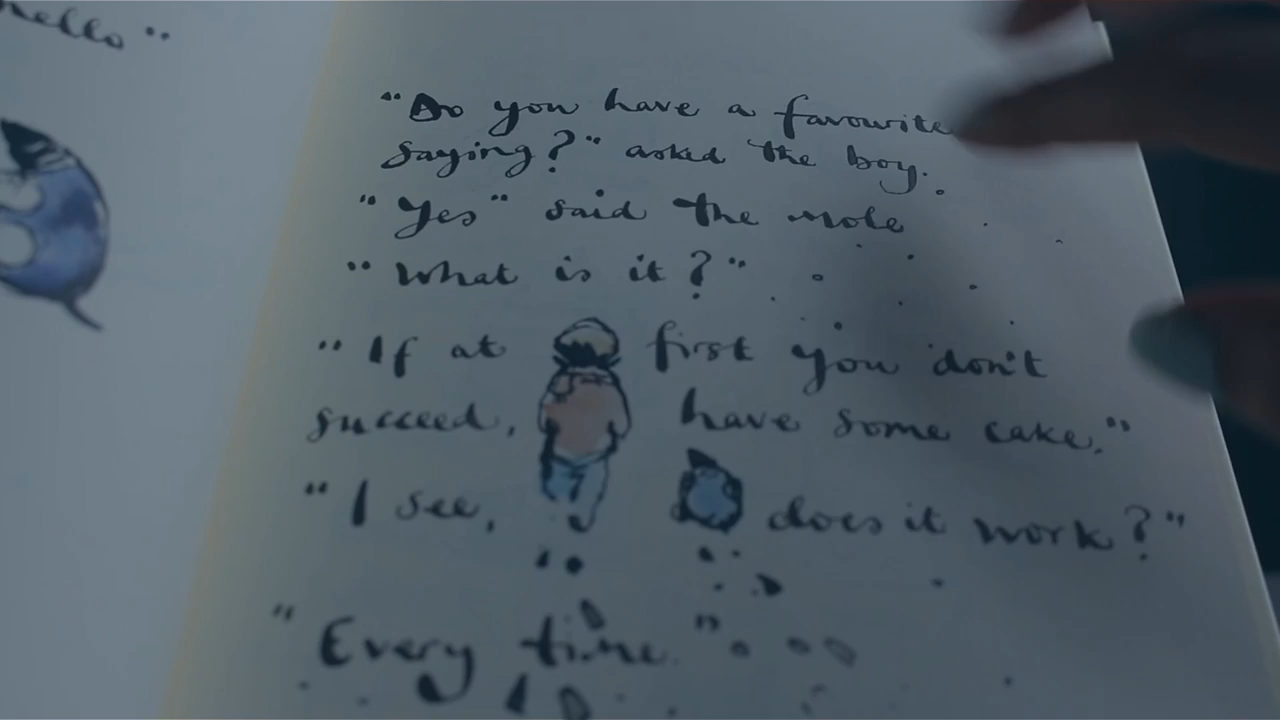 hello"
"Do you have a favourite
saying?" asked the boy.
"Yes" said the mole
"What is it?"
"If at first you don't
succeed, have some cake."
"I see, does it work?"
"Every time."